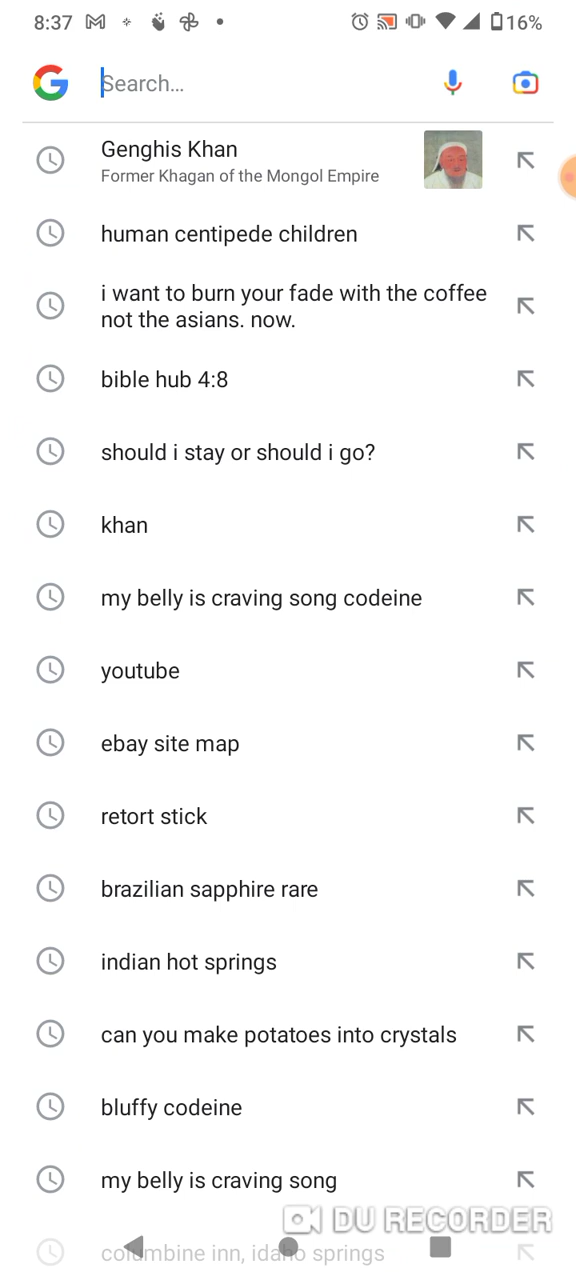 8:37
16%
Search...
Genghis Khan
Former Khagan of the Mongol Empire
human centipede children
i want to burn your fade with the coffee
not the asians. now.
bible hub 4:8
should i stay or should i go?
khan
my belly is craving song codeine
youtube
ebay site map
retort stick
brazilian sapphire rare
indian hot springs
can you make potatoes into crystals
bluffy codeine
my belly is craving song
DU RECORDER
columbine inn, idaho springs